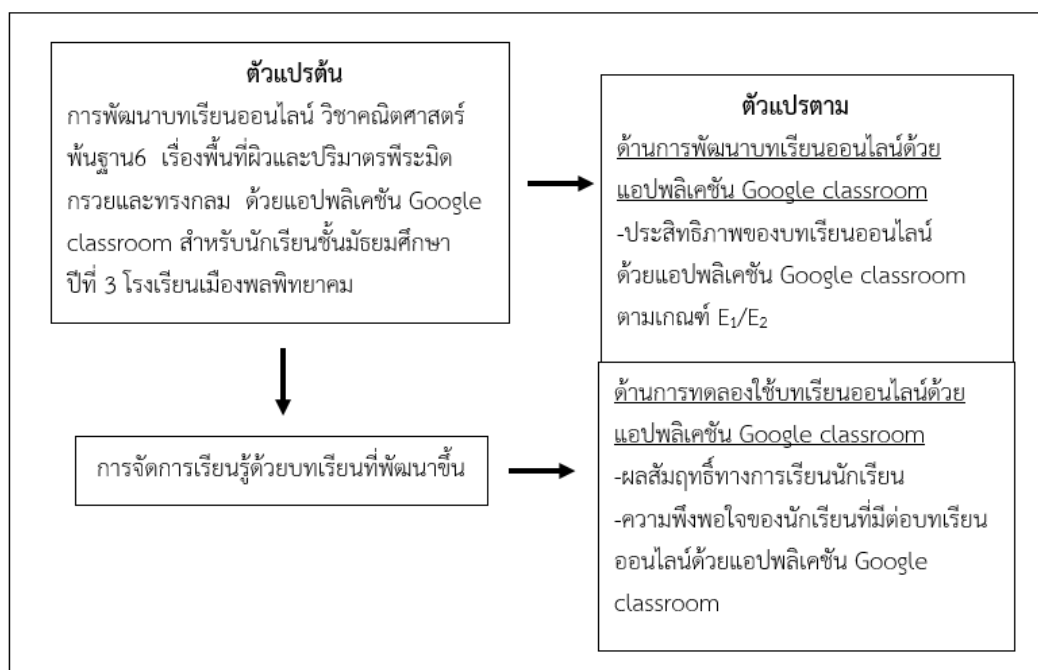 ตัวแปรต้น
การพัฒนาบทเรียนออนไลน์ วิชาคณิตศาสตร์
พ้นฐาน6 เรื่องพื้นที่ผิวและปริมาตรพีระมิด
กรวยและทรงกลม ด้วยแอปพลิเคชัน Google
classroom สำหรับนักเรียนชั้นมัธยมศึกษา
ปีที่ 3 โรงเรียนเมืองพลพิทยาคม
ตัวแปรตาม
ด้านการพัฒนาบทเรียนออนไลน์ด้วย
แอปพลิเคชัน Google classroom
-ประสิทธิภาพของบทเรียนออนไลน์
ด้วยแอปพลิเคชัน Google classroom
ตามเกณฑ์ E₁/E₂
การจัดการเรียนรู้ด้วยบทเรียนที่พัฒนาขึ้น
ด้านการทดลองใช้บทเรียนออนไลน์ด้วย
แอปพลิเคชัน Google classroom
-ผลสัมฤทธิ์ทางการเรียนนักเรียน
-ความพึงพอใจของนักเรียนที่มีต่อบทเรียน
ออนไลน์ด้วยแอปพลิเคชัน Google
classroom